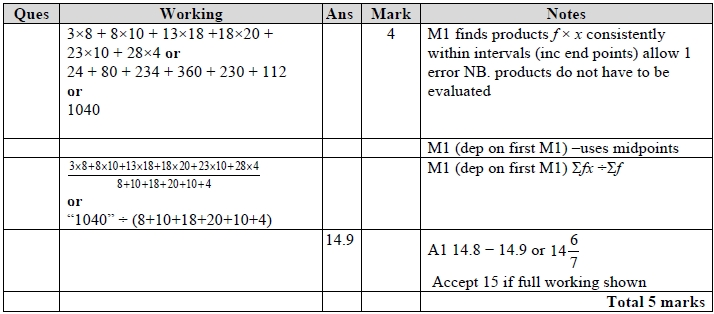 Ques Working Ans Mark Notes
3×8 + 8×10 + 13×18 +18×20 +
23×10 + 28×4 or
24 + 80 + 234 + 360 + 230 + 112
or
1040
4
M1 finds products f × x consistently
within intervals (inc end points) allow 1
error NB. products do not have to be
evaluated
M1 (dep on first M1) –uses midpoints
3×8+8×10+13×18+18×20+23×10+28×4
8+10+18+20+10+4
or
“1040” ÷ (8+10+18+20+10+4)
M1 (dep on first M1) Σfx ÷Σf
14.9
A1 14.8 − 14.9 or 14 6/7
Accept 15 if full working shown
Total 5 marks